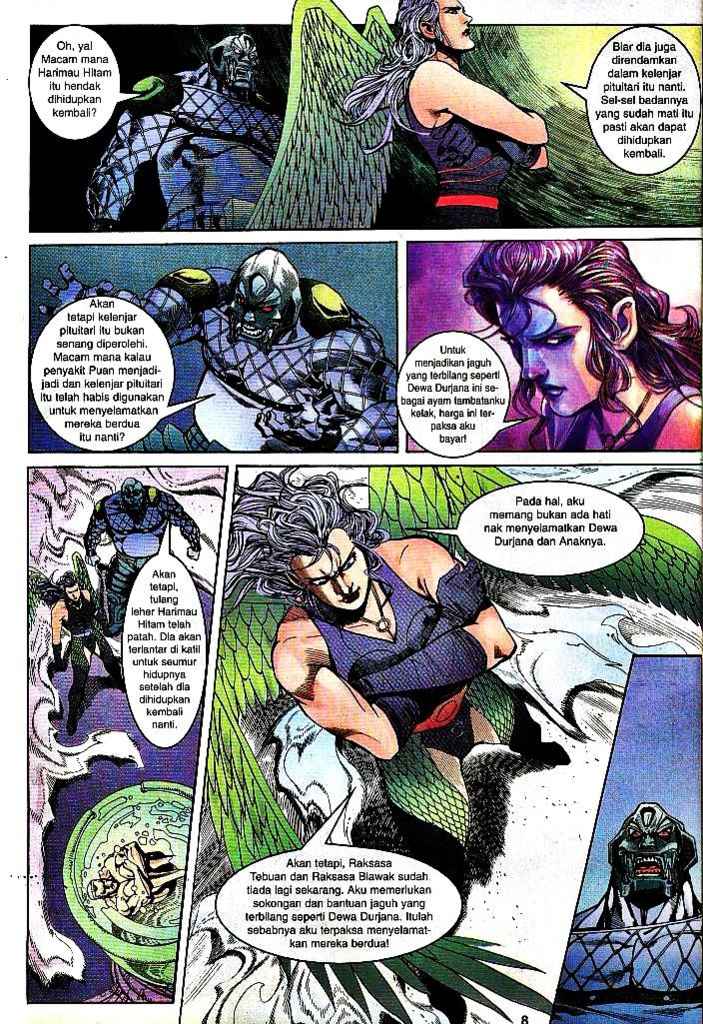 Oh, ya!
Macam mana
Harimau Hitam
itu hendak
dihidupkan
kembali?
Biar dia juga
direndamkan
dalam kelenjar
pituitari itu nanti.
Sel-sel badannya
yang sudah mati itu
pasti akan dapat
dihidupkan
kembali.
Akan
tetapi kelenjar
pituitari itu bukan
senang diperolehi.
Macam mana kalau
penyakit Puan menjadi-
jadi dan kelenjar pituitari
itu telah habis digunakan
untuk menyelamatkan
mereka berdua
itu nanti?
Untuk
menjadikan jaguh
yang terbilang seperti
Dewa Durjana ini se-
bagai ayam tambatanku
kelak, harga ini ter-
paksa aku
bayar!
Akan
tetapi,
tulang
leher Harimau
Hitam telah
patah. Dia akan
terlantar di katil
untuk seumur
hidupnya
setelah dia
dihidupkan
kembali
nanti.
Pada hal, aku
memang bukan ada hati
nak menyelamatkan Dewa
Durjana dan Anaknya.
Akan tetapi, Raksasa
Tebuan dan Raksasa Biawak sudah
tiada lagi sekarang. Aku memerlukan
sokongan dan bantuan jaguh yang
terbilang seperti Dewa Durjana. Itulah
sebabnya aku terpaksa menyelamat-
kan mereka berdua!
8